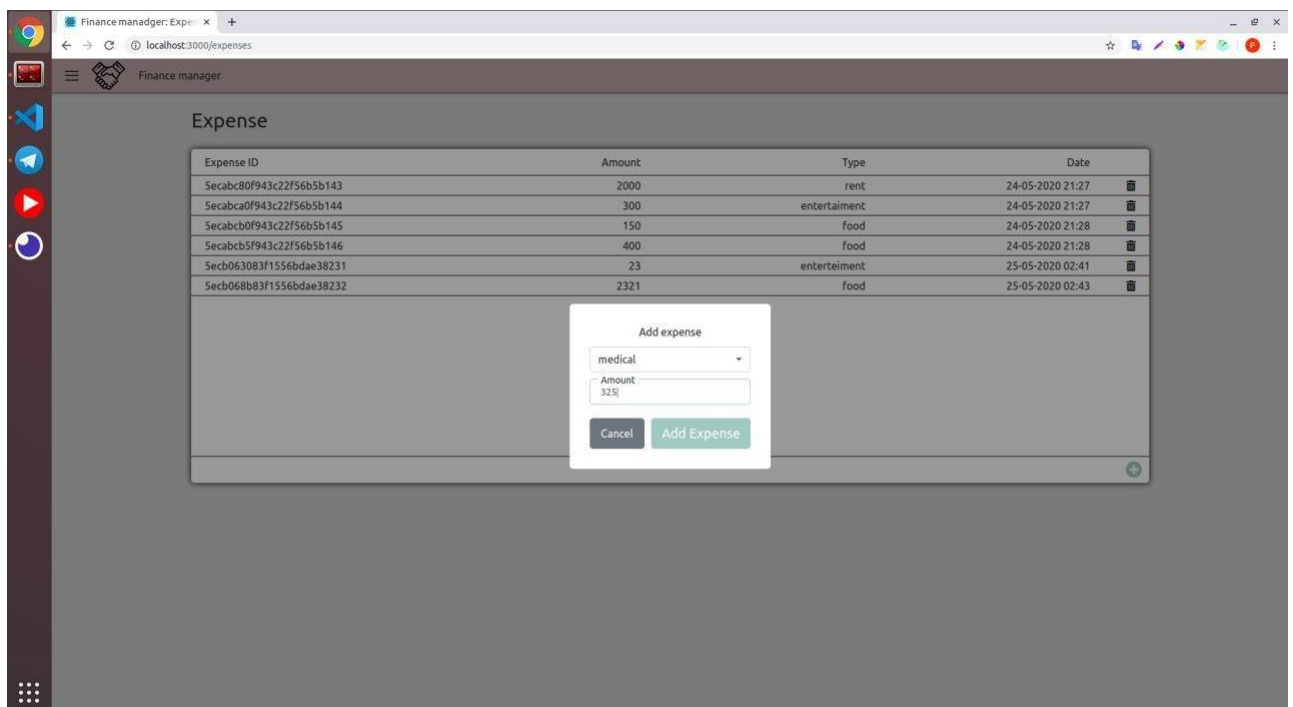 Finance manadger: Exper
localhost:3000/expenses
P
Finance manager
Expense
Expense ID Amount Type Date
5ecabc80f943c22f56b5b143 2000 rent 24-05-2020 21:27
5ecabca0f943c22f56b5b144 300 entertaiment 24-05-2020 21:27
5ecabcb0f943c22f56b5b145 150 food 24-05-2020 21:28
5ecabcb5f943c22f56b5b146 400 food 24-05-2020 21:28
5ecb063083f1556bdae38231 23 enterteiment 25-05-2020 02:41
5ecb068b83f1556bdae38232 2321 food 25-05-2020 02:43
Add expense
medical
Amount
325
Cancel Add Expense